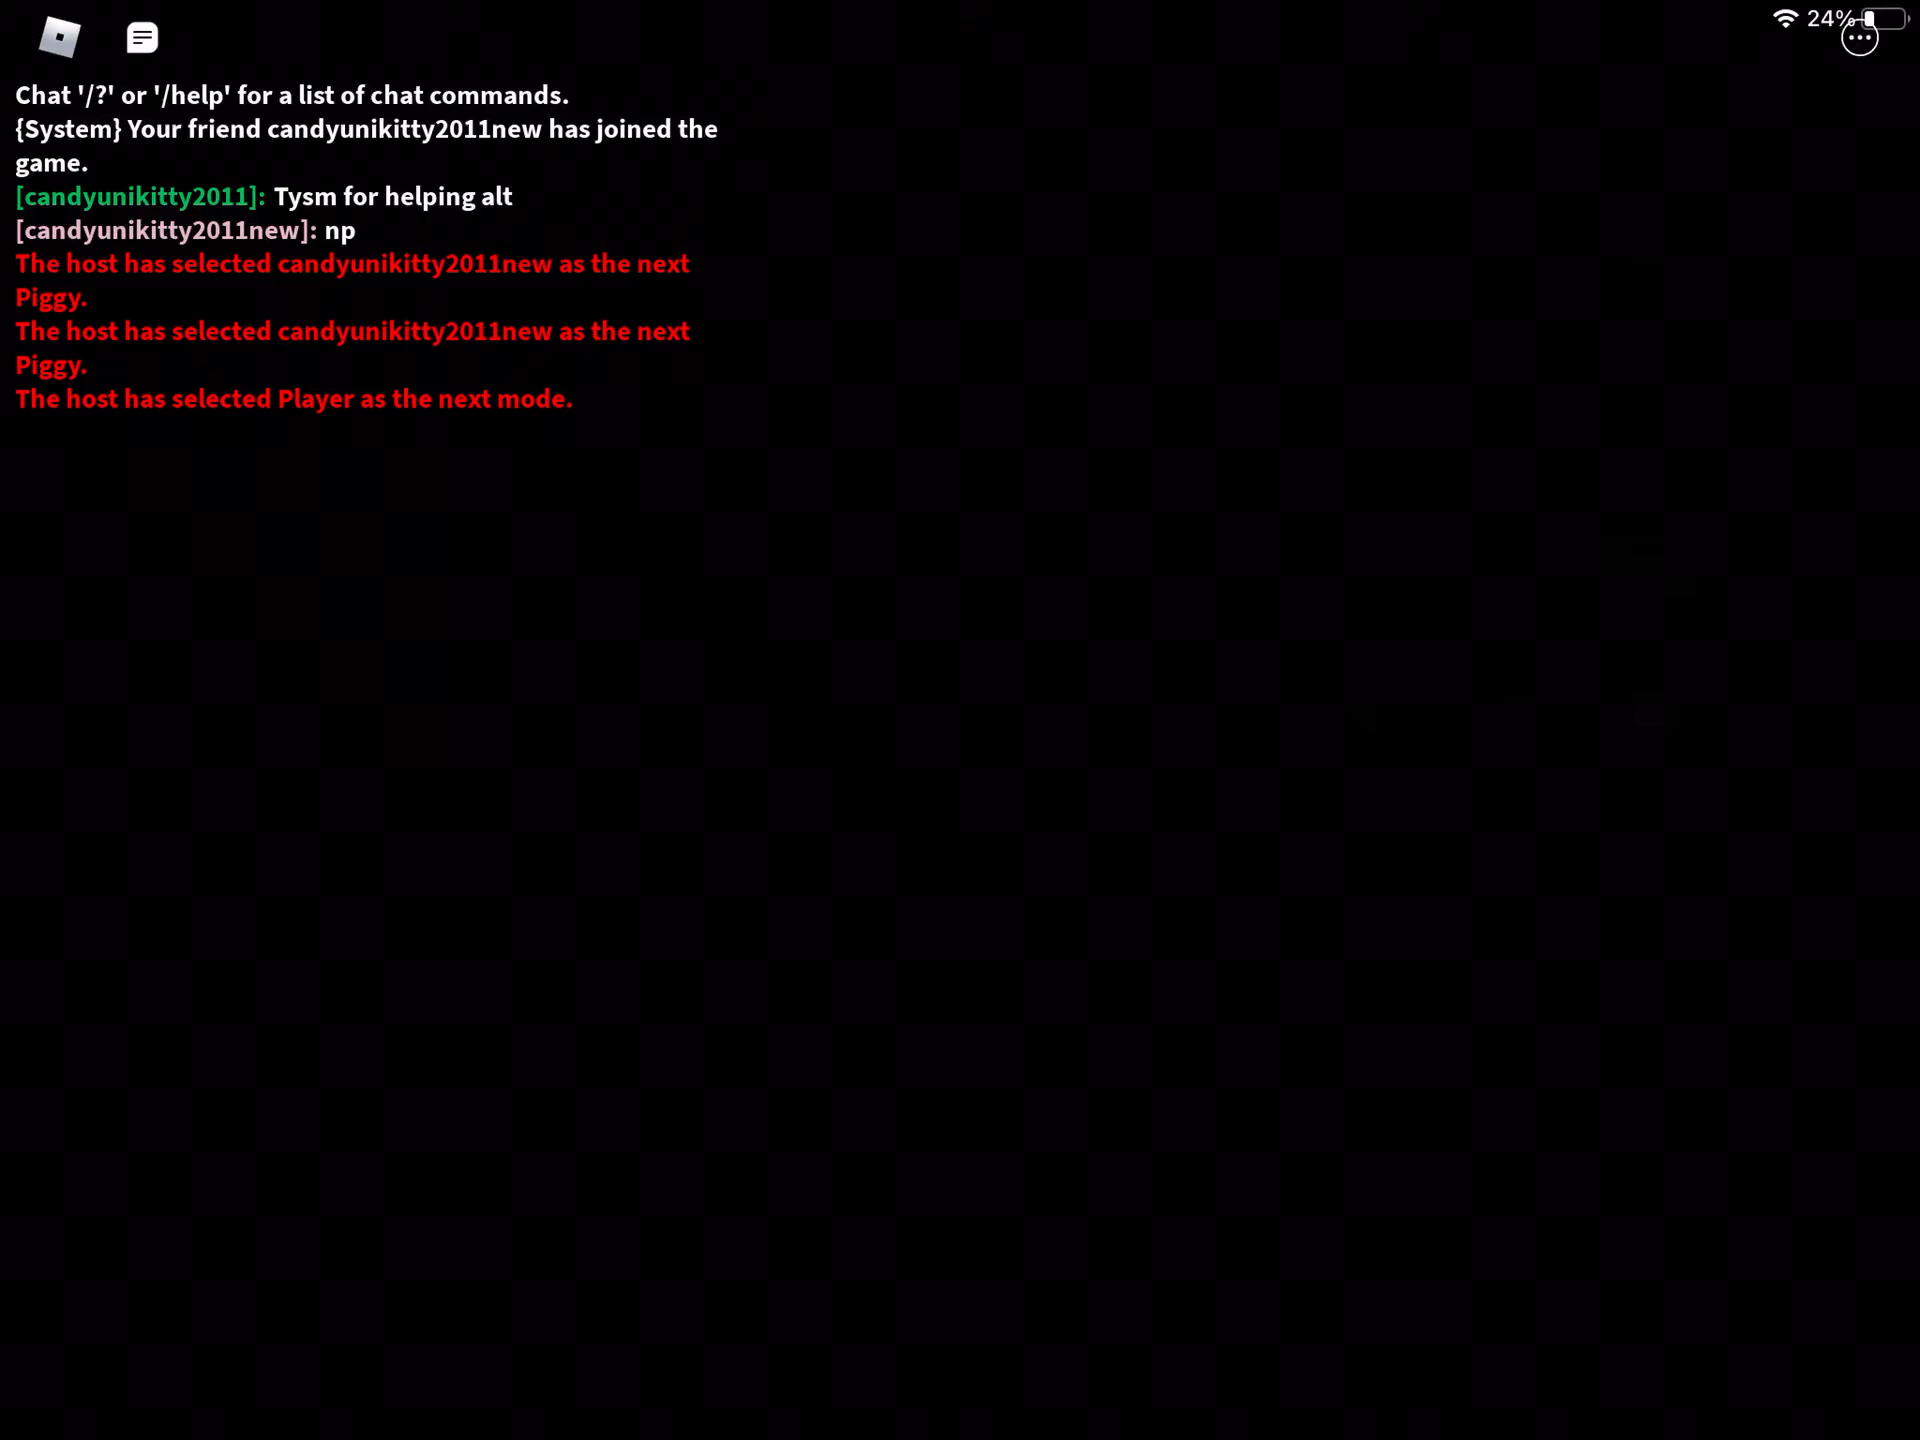 24%
Chat '/?' or '/help' for a list of chat commands.
{System} Your friend candyunikitty2011new has joined the
game.
[candyunikitty2011]: Tysm for helping alt
[candyunikitty2011new]: np
The host has selected candyunikitty2011new as the next
Piggy.
The host has selected candyunikitty2011new as the next
Piggy.
The host has selected Player as the next mode.